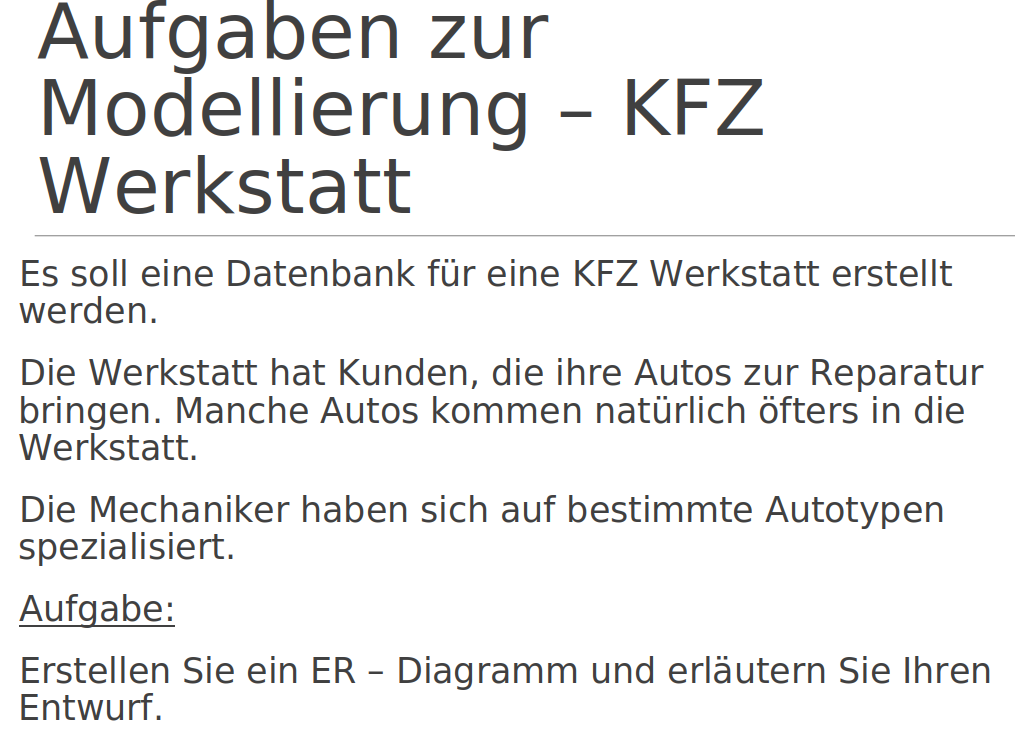 Aufgaben zur
Modellierung – KFZ
Werkstatt
Es soll eine Datenbank für eine KFZ Werkstatt erstellt
werden.
Die Werkstatt hat Kunden, die ihre Autos zur Reparatur
bringen. Manche Autos kommen natürlich öfters in die
Werkstatt.
Die Mechaniker haben sich auf bestimmte Autotypen
spezialisiert.
Aufgabe:
Erstellen Sie ein ER – Diagramm und erläutern Sie Ihren
Entwurf.